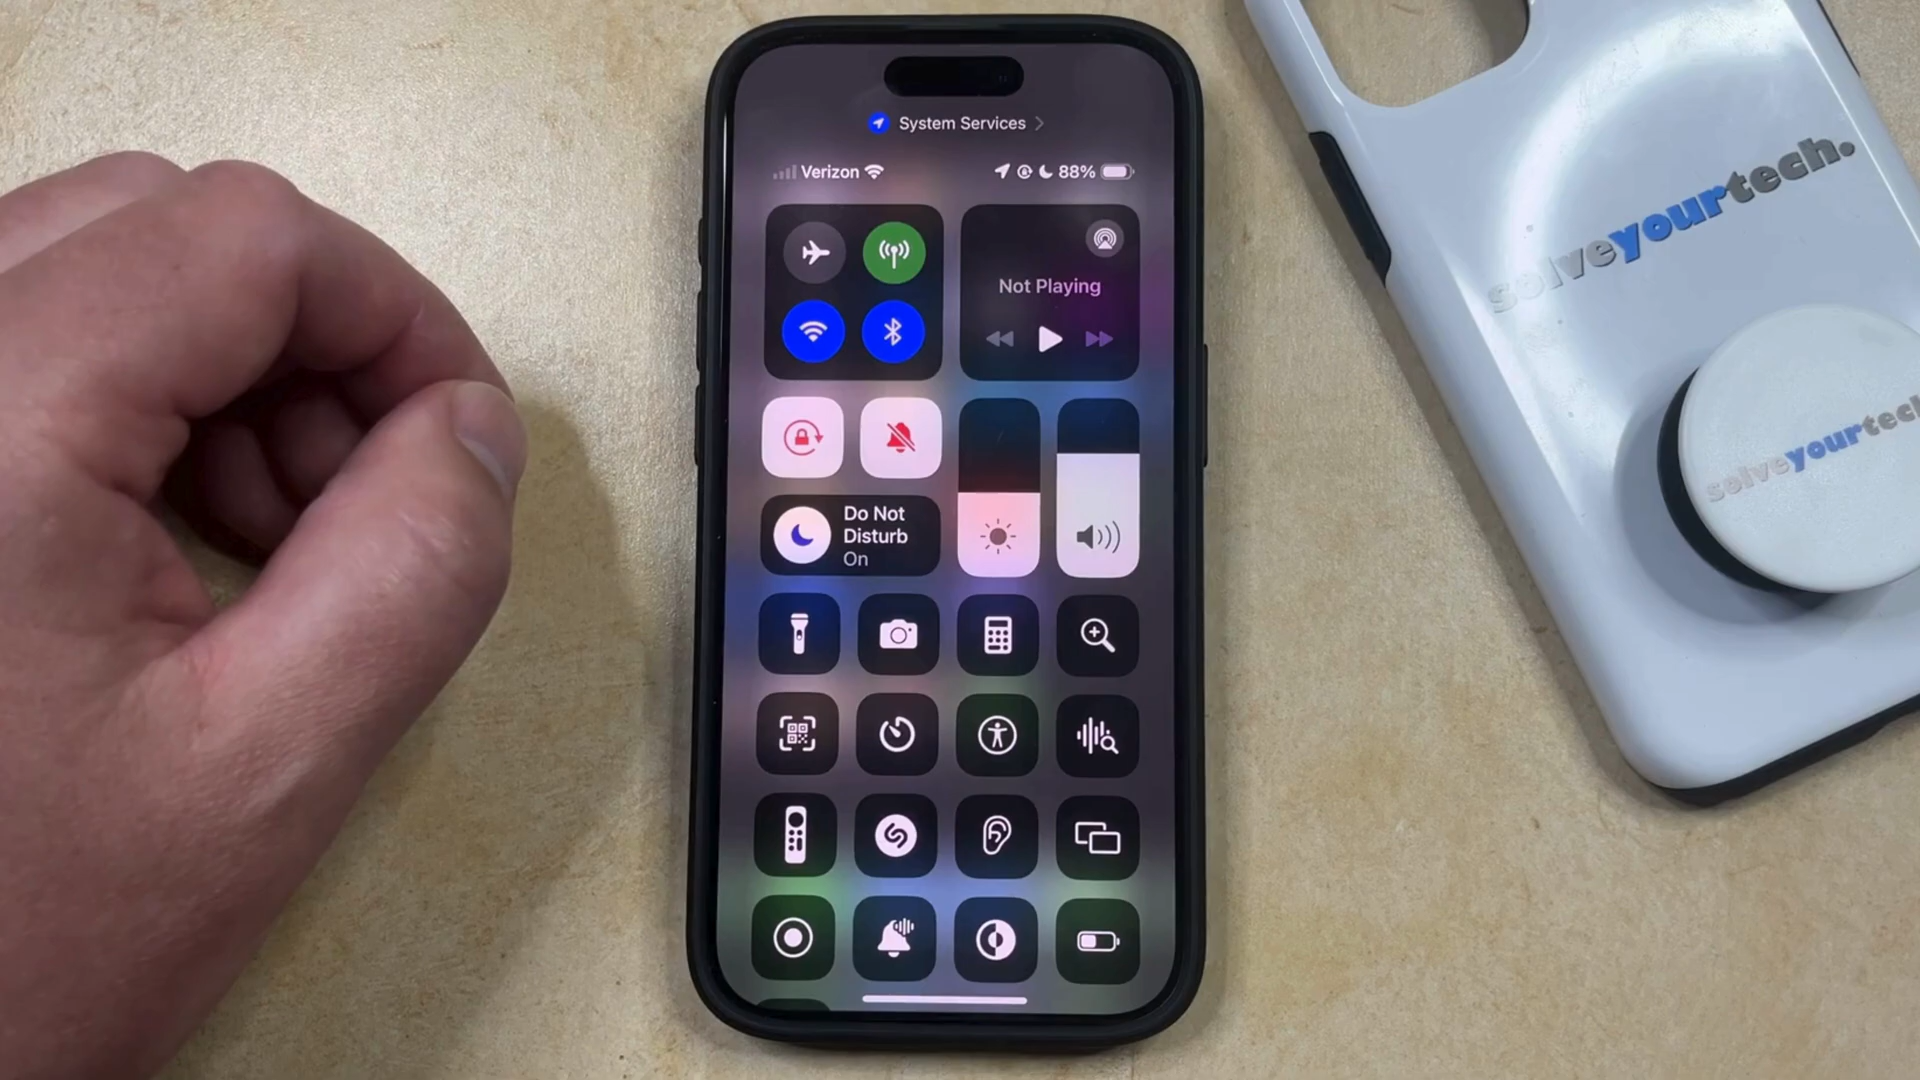 System Services
Verizon
88%
Not Playing
Do Not
Disturb
On
solveyourtech.
solveyourtech